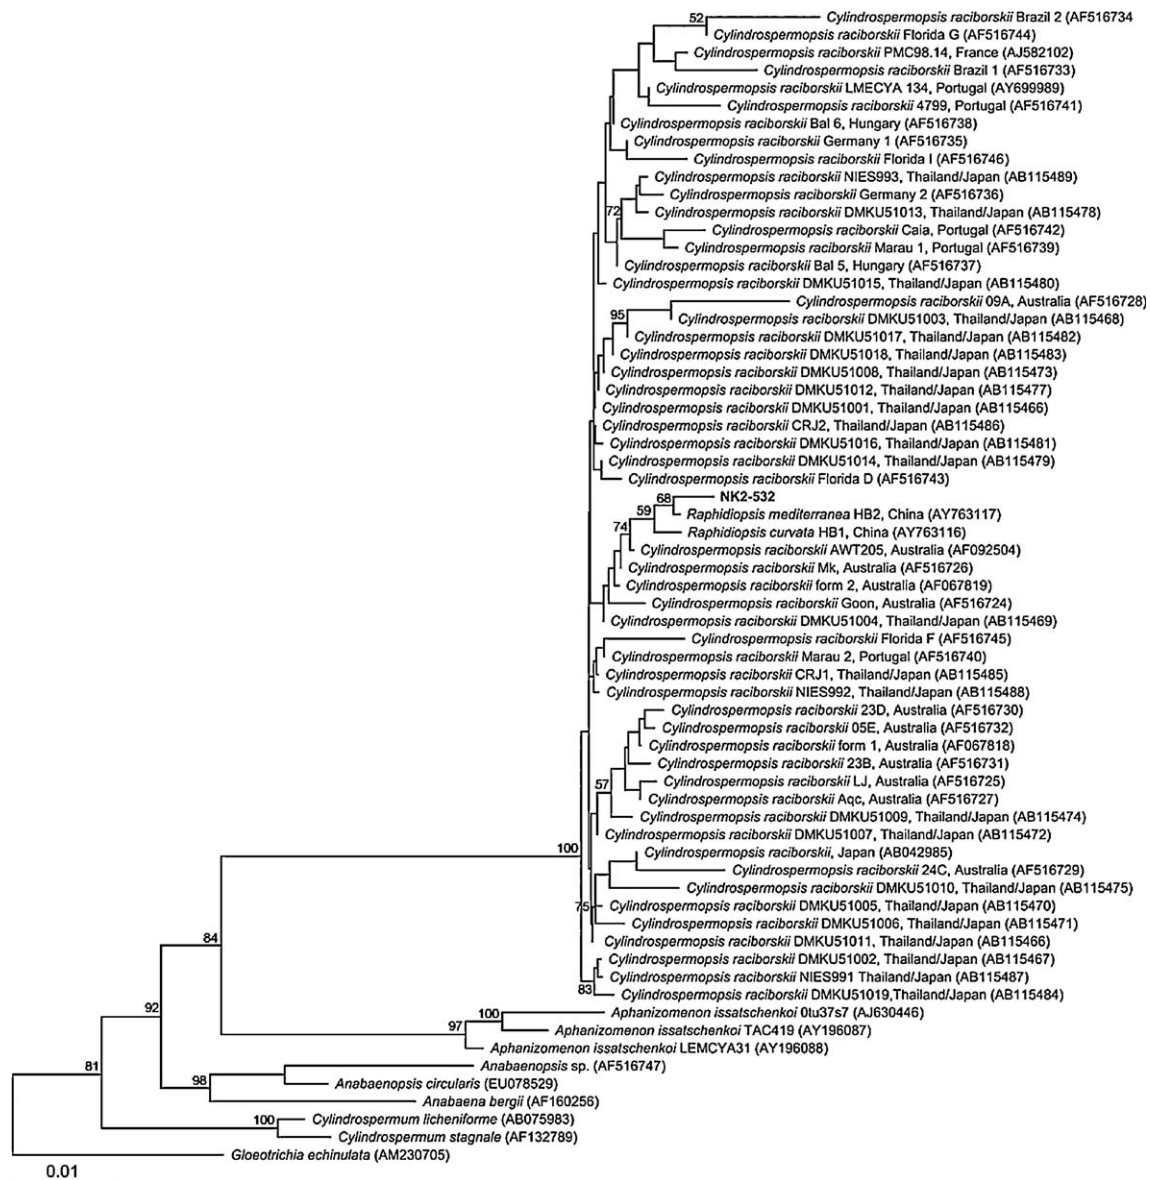 52
Cylindrospermopsis raciborskii Brazil 2 (AF516734
Cylindrospermopsis raciborskii Florida G (AF516744)
Cylindrospermopsis raciborskii PMC98.14, France (AJ582102)
Cylindrospermopsis raciborskii Brazil 1 (AF516733)
Cylindrospermopsis raciborskii LMECYA 134, Portugal (AY699989)
Cylindrospermopsis raciborskii 4799, Portugal (AF516741)
Cylindrospermopsis raciborskii Bal 6, Hungary (AF516738)
Cylindrospermopsis raciborskii Germany 1 (AF516735)
Cylindrospermopsis raciborskii Florida I (AF516746)
Cylindrospermopsis raciborskii NIES993, Thailand/Japan (AB115489)
Cylindrospermopsis raciborskii Germany 2 (AF516736)
72
Cylindrospermopsis raciborskii DMKU51013, Thailand/Japan (AB115478)
Cylindrospermopsis raciborskii Caia, Portugal (AF516742)
Cylindrospermopsis raciborskii Marau 1, Portugal (AF516739)
Cylindrospermopsis raciborskii Bal 5, Hungary (AF516737)
Cylindrospermopsis raciborskii DMKU51015, Thailand/Japan (AB115480)
Cylindrospermopsis raciborskii 09A, Australia (AF516728)
95
Cylindrospermopsis raciborskii DMKU51003, Thailand/Japan (AB115468)
Cylindrospermopsis raciborskii DMKU51017, Thailand/Japan (AB115482)
Cylindrospermopsis raciborskii DMKU51018, Thailand/Japan (AB115483)
Cylindrospermopsis raciborskii DMKU51008, Thailand/Japan (AB115473)
Cylindrospermopsis raciborskii DMKU51012, Thailand/Japan (AB115477)
Cylindrospermopsis raciborskii DMKU51001, Thailand/Japan (AB115466)
Cylindrospermopsis raciborskii CRJ2, Thailand/Japan (AB115486)
Cylindrospermopsis raciborskii DMKU51016, Thailand/Japan (AB115481)
Cylindrospermopsis raciborskii DMKU51014, Thailand/Japan (AB115479)
Cylindrospermopsis raciborskii Florida D (AF516743)
68 NK2-532
59 Raphidiopsis mediterranea HB2, China (AY763117)
74 Raphidiopsis curvata HB1, China (AY763116)
Cylindrospermopsis raciborskii AWT205, Australia (AF092504)
Cylindrospermopsis raciborskii Mk, Australia (AF516726)
Cylindrospermopsis raciborskii form 2, Australia (AF067819)
Cylindrospermopsis raciborskii Goon, Australia (AF516724)
Cylindrospermopsis raciborskii DMKU51004, Thailand/Japan (AB115469)
Cylindrospermopsis raciborskii Florida F (AF516745)
Cylindrospermopsis raciborskii Marau 2, Portugal (AF516740)
Cylindrospermopsis raciborskii CRJ1, Thailand/Japan (AB115485)
Cylindrospermopsis raciborskii NIES992, Thailand/Japan (AB115488)
Cylindrospermopsis raciborskii 23D, Australia (AF516730)
Cylindrospermopsis raciborskii 05E, Australia (AF516732)
Cylindrospermopsis raciborskii form 1, Australia (AF067818)
Cylindrospermopsis raciborskii 23B, Australia (AF516731)
57
Cylindrospermopsis raciborskii LJ, Australia (AF516725)
Cylindrospermopsis raciborskii Aqc, Australia (AF516727)
Cylindrospermopsis raciborskii DMKU51009, Thailand/Japan (AB115474)
Cylindrospermopsis raciborskii DMKU51007, Thailand/Japan (AB115472)
100
Cylindrospermopsis raciborskii, Japan (AB042985)
Cylindrospermopsis raciborskii 24C, Australia (AF516729)
Cylindrospermopsis raciborskii DMKU51010, Thailand/Japan (AB115475)
75
Cylindrospermopsis raciborskii DMKU51005, Thailand/Japan (AB115470)
Cylindrospermopsis raciborskii DMKU51006, Thailand/Japan (AB115471)
84
Cylindrospermopsis raciborskii DMKU51011, Thailand/Japan (AB115466)
Cylindrospermopsis raciborskii DMKU51002, Thailand/Japan (AB115467)
Cylindrospermopsis raciborskii NIES991 Thailand/Japan (AB115487)
83
Cylindrospermopsis raciborskii DMKU51019,Thailand/Japan (AB115484)
92
100
Aphanizomenon issatschenkoi 0tu37s7 (AJ630446)
97
Aphanizomenon issatschenkoi TAC419 (AY196087)
Aphanizomenon issatschenkoi LEMCYA31 (AY196088)
81
Anabaenopsis sp. (AF516747)
98
Anabaenopsis circularis (EU078529)
Anabaena bergii (AF160256)
100
Cylindrospermum licheniforme (AB075983)
Cylindrospermum stagnale (AF132789)
Gloeotrichia echinulata (AM230705)
0.01